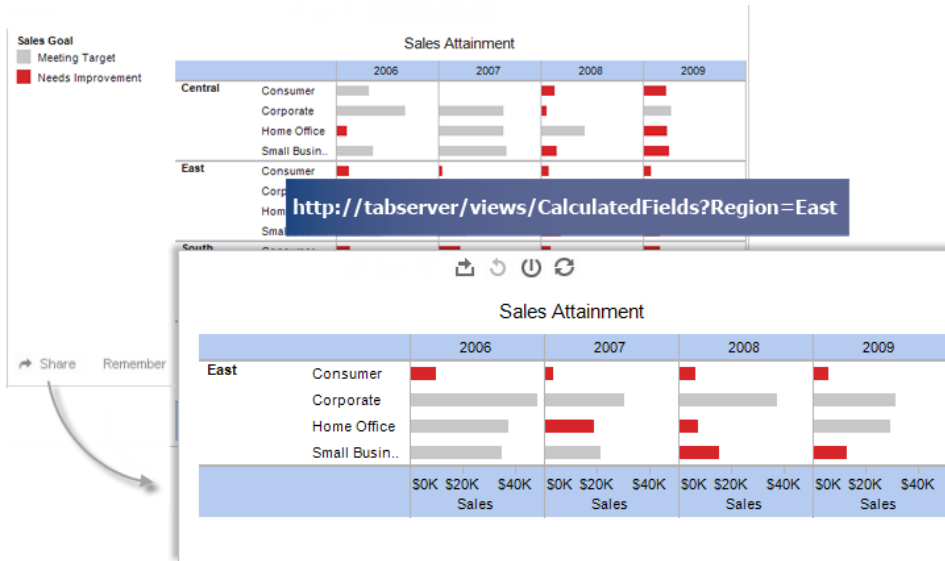 Sales Goal
Meeting Target
Needs Improvement
Sales Attainment
2006 2007 2008 2009
Central Consumer
Corporate
Home Office
Small Busin..
East Consumer
http://tabserver/views/CalculatedFields?Region=East
South
Share Remember
Sales Attainment
2006 2007 2008 2009
East Consumer
Corporate
Home Office
Small Busin..
$0K $20K $40K $0K $20K $40K $0K $20K $40K $0K $20K $40K
Sales Sales Sales Sales